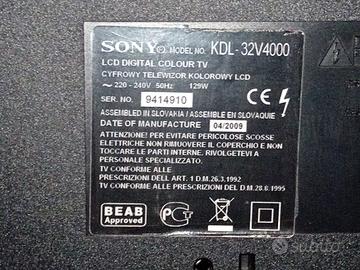 SONY® MODEL NO. KDL-32V4000
LCD DIGITAL COLOUR TV
CYFROWY TELEWIZOR KOLOROWY LCD
~ 220-240V 50Hz 129W
SER. NO. 9414910
ASSEMBLED IN SLOVAKIA / ASSEMBLÉ EN SLOVAQUIE
DATE OF MANUFACTURE 04/2009
ATTENZIONE! PER EVITARE PERICOLOSE SCOSSE
ELETTRICHE NON RIMUOVERE IL COPERCHIO E NON
SEPARARE LE SEZIONI. RIVOLGETEVI A
PERSONALE SPECIALIZZATO.
TV CONFORME ALLE
PRESCRIZIONI DELL'ART. 1 D.M.26.3.1992
TV CONFORME ALLE PRESCRIZIONI DEL D.M.28.8.1995
CE
BEAB
Approved
subito